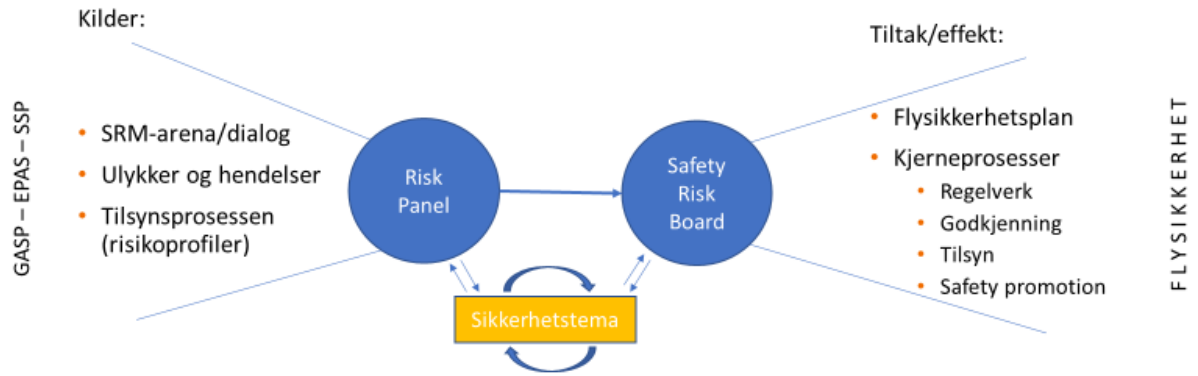 Kilder:
GASP – EPAS – SSP
• SRM-arena/dialog
• Ulykker og hendelser
• Tilsynsprosessen
(risikoprofiler)
Risk
Panel
Safety
Risk
Board
Sikkerhetstema
Tiltak/effekt:
• Flysikkerhetsplan
• Kjerneprosesser
• Regelverk
• Godkjenning
• Tilsyn
• Safety promotion
FLYSIKKERHET